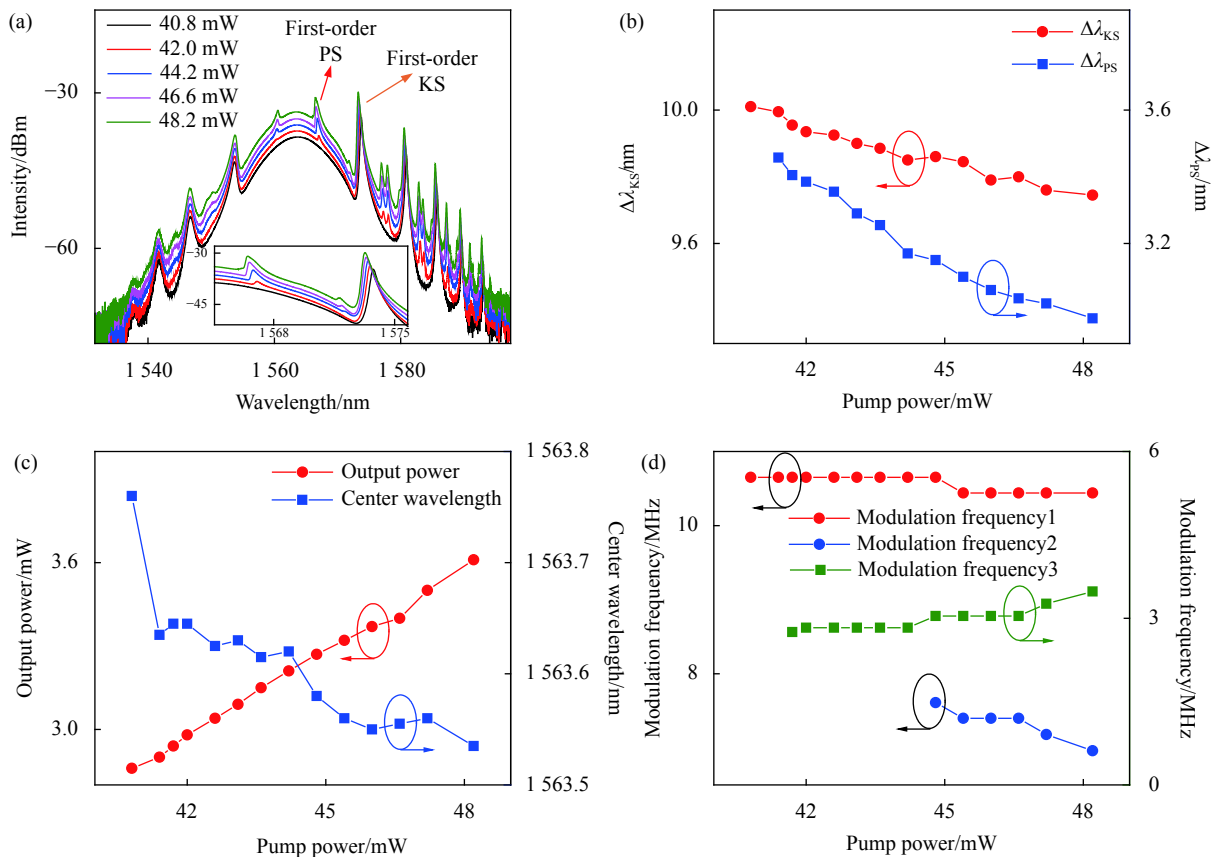 (a)
40.8 mW
42.0 mW
44.2 mW
46.6 mW
48.2 mW
First-order
PS
First-order
KS
−30
−60
Intensity/dBm
−30
−45
1 568
1 575
1 540
1 560
1 580
Wavelength/nm
(b)
ΔλKS
ΔλPS
10.0
9.6
ΔλKS/nm
3.6
3.2
ΔλPS/nm
42
45
48
Pump power/mW
(c)
Output power
Center wavelength
3.6
3.0
Output power/mW
1 563.8
1 563.7
1 563.6
1 563.5
Center wavelength/nm
42
45
48
Pump power/mW
(d)
Modulation frequency1
Modulation frequency2
Modulation frequency3
10
8
Modulation frequency/MHz
6
3
0
Modulation frequency/MHz
42
45
48
Pump power/mW